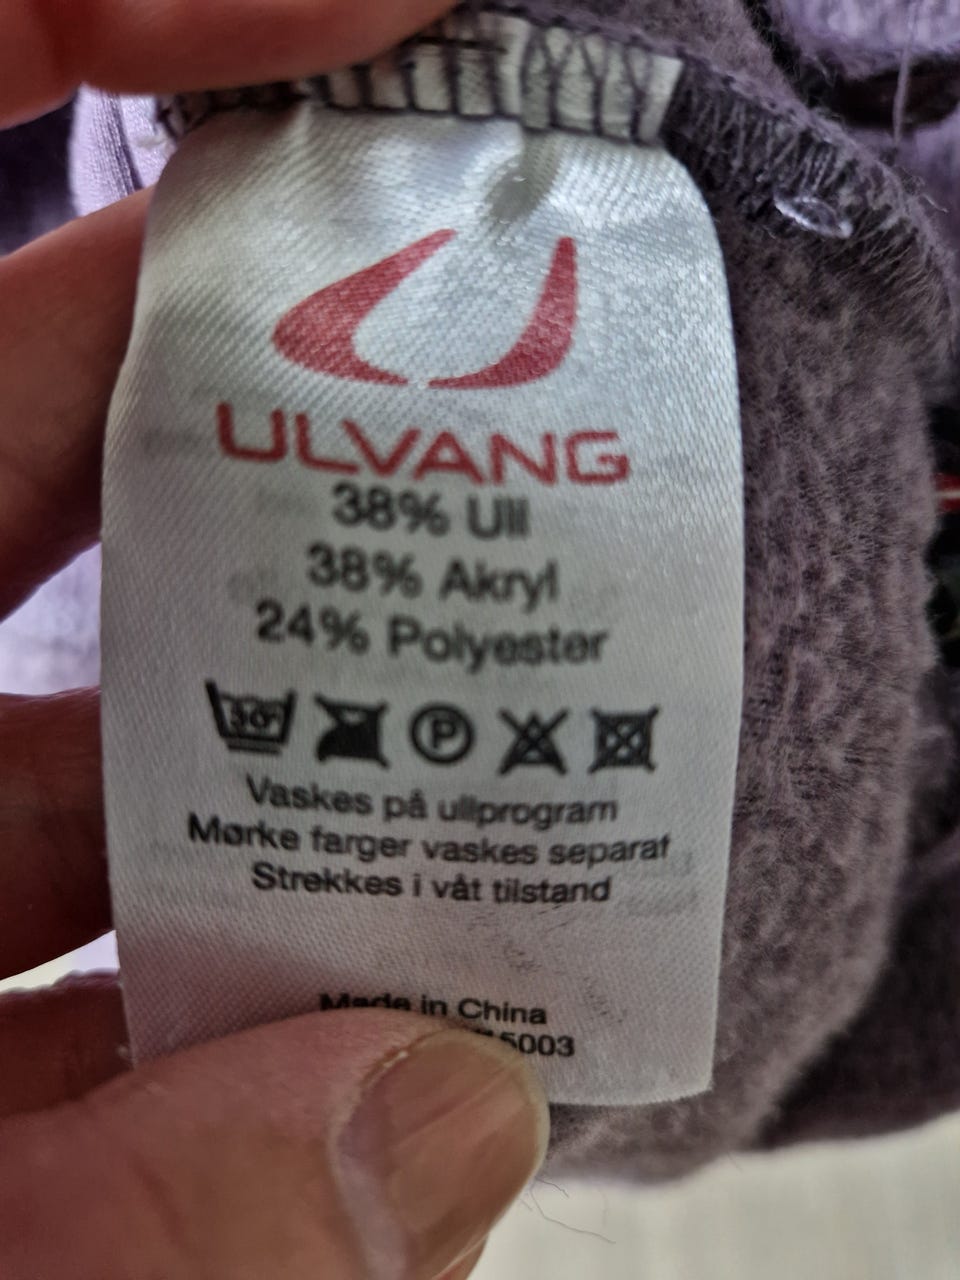 ULVANG
38% Ull
38% Akryl
24% Polyester
30°
P
Vaskes på ullprogram
Mørke farger vaskes separat
Strekkes i våt tilstand
Made in China
15003